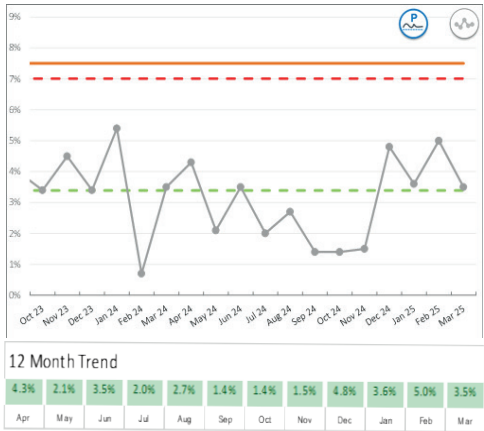 P
9%
8%
7%
6%
5%
4%
3%
2%
1%
0%
Oct 23 Nov 23 Dec 23 Jan 24 Feb 24 Mar 24 Apr 24 May 24 Jun 24 Jul 24 Aug 24 Sep 24 Oct 24 Nov 24 Dec 24 Jan 25 Feb 25 Mar 25
12 Month Trend
4.3% 2.1% 3.5% 2.0% 2.7% 1.4% 1.4% 1.5% 4.8% 3.6% 5.0% 3.5%
Apr May Jun Jul Aug Sep Oct Nov Dec Jan Feb Mar